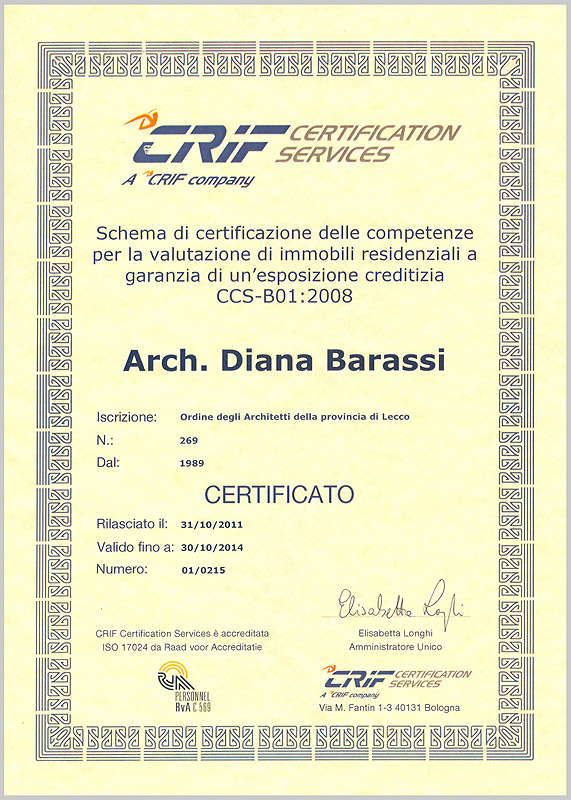 CRIF CERTIFICATION
SERVICES
A CRIF company
Schema di certificazione delle competenze
per la valutazione di immobili residenziali a
garanzia di un'esposizione creditizia
CCS-B01:2008
Arch. Diana Barassi
Iscrizione: Ordine degli Architetti della provincia di Lecco
N.: 269
Dal: 1989
CERTIFICATO
Rilasciato il: 31/10/2011
Valido fino a: 30/10/2014
Numero: 01/0215
Elisabetta Longhi
CRIF Certification Services è accreditata
ISO 17024 da Raad voor Accreditatie
Elisabetta Longhi
Amministratore Unico
RvA
PERSONNEL
RvA C 569
CRIF CERTIFICATION
SERVICES
A CRIF company
Via M. Fantin 1-3 40131 Bologna